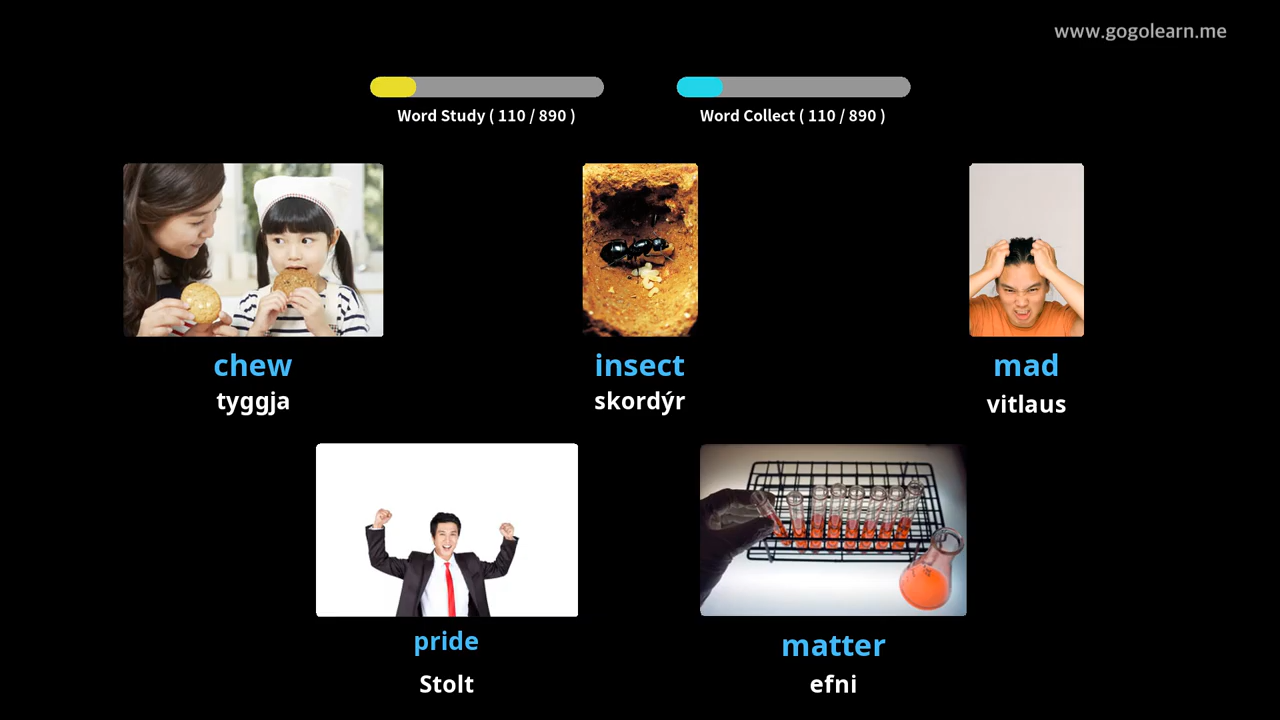 www.gogolearn.me
Word Study ( 110 / 890 )
Word Collect ( 110 / 890 )
chew
tyggja
insect
skordýr
mad
vitlaus
pride
Stolt
matter
efni